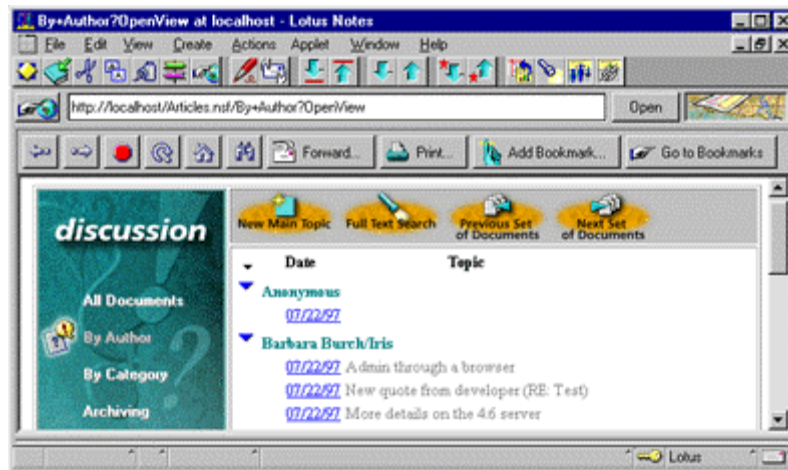 By+Author?OpenView at localhost - Lotus Notes
File Edit View Create Actions Applet Window Help
http://localhost/Articles.nsf/By+Author?OpenView Open
Forward... Print... Add Bookmark... Go to Bookmarks
discussion
New Main Topic Full Text Search Previous Set of Documents Next Set of Documents
All Documents
By Author
By Category
Archiving
Date Topic
Anonymous
07/22/97
Barbara Burch/Iris
07/22/97 Admin through a browser
07/22/97 New quote from developer (RE: Test)
07/22/97 More details on the 4.6 server
Lotus